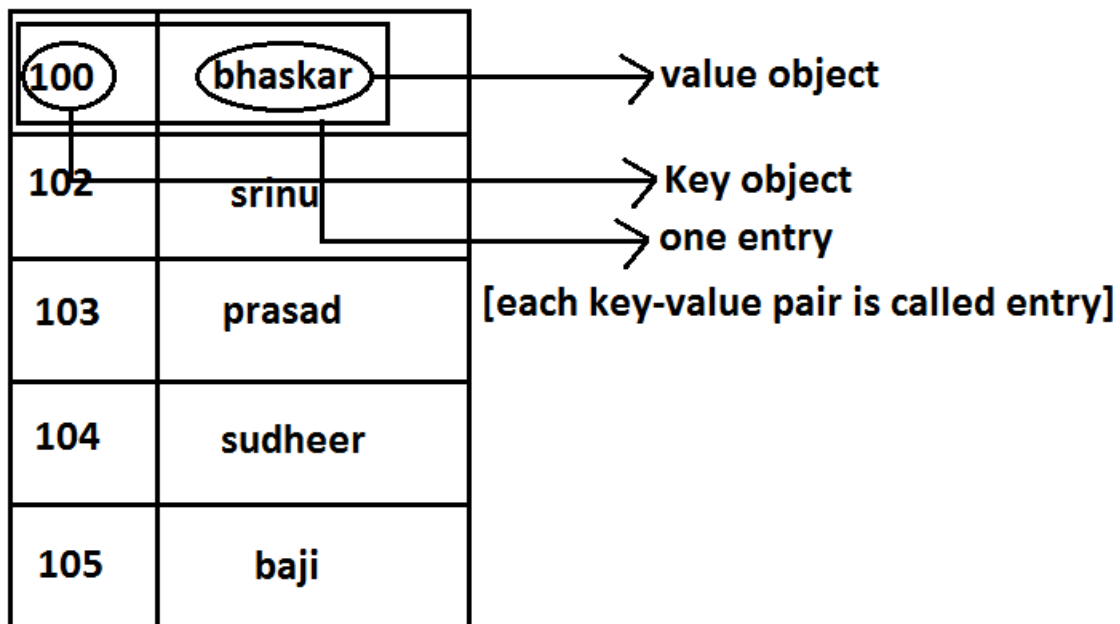 100 bhaskar value object
102 srinu Key object
one entry
103 prasad [each key-value pair is called entry]
104 sudheer
105 baji